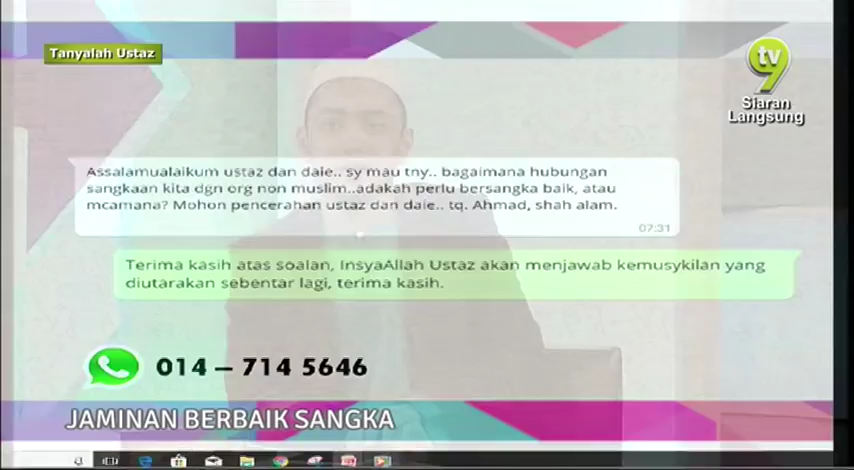 Tanyalah Ustaz
tv
9
Siaran
Langsung
Assalamualaikum ustaz dan daie.. sy mau tny.. bagaimana hubungan
sangkaan kita dgn org non muslim..adakah perlu bersangka baik, atau
mcamana? Mohon pencerahan ustaz dan daie.. tq. Ahmad, shah alam.
07:31
Terima kasih atas soalan, InsyaAllah Ustaz akan menjawab kemusykilan yang
diutarakan sebentar lagi, terima kasih.
014 – 714 5646
JAMINAN BERBAIK SANGKA